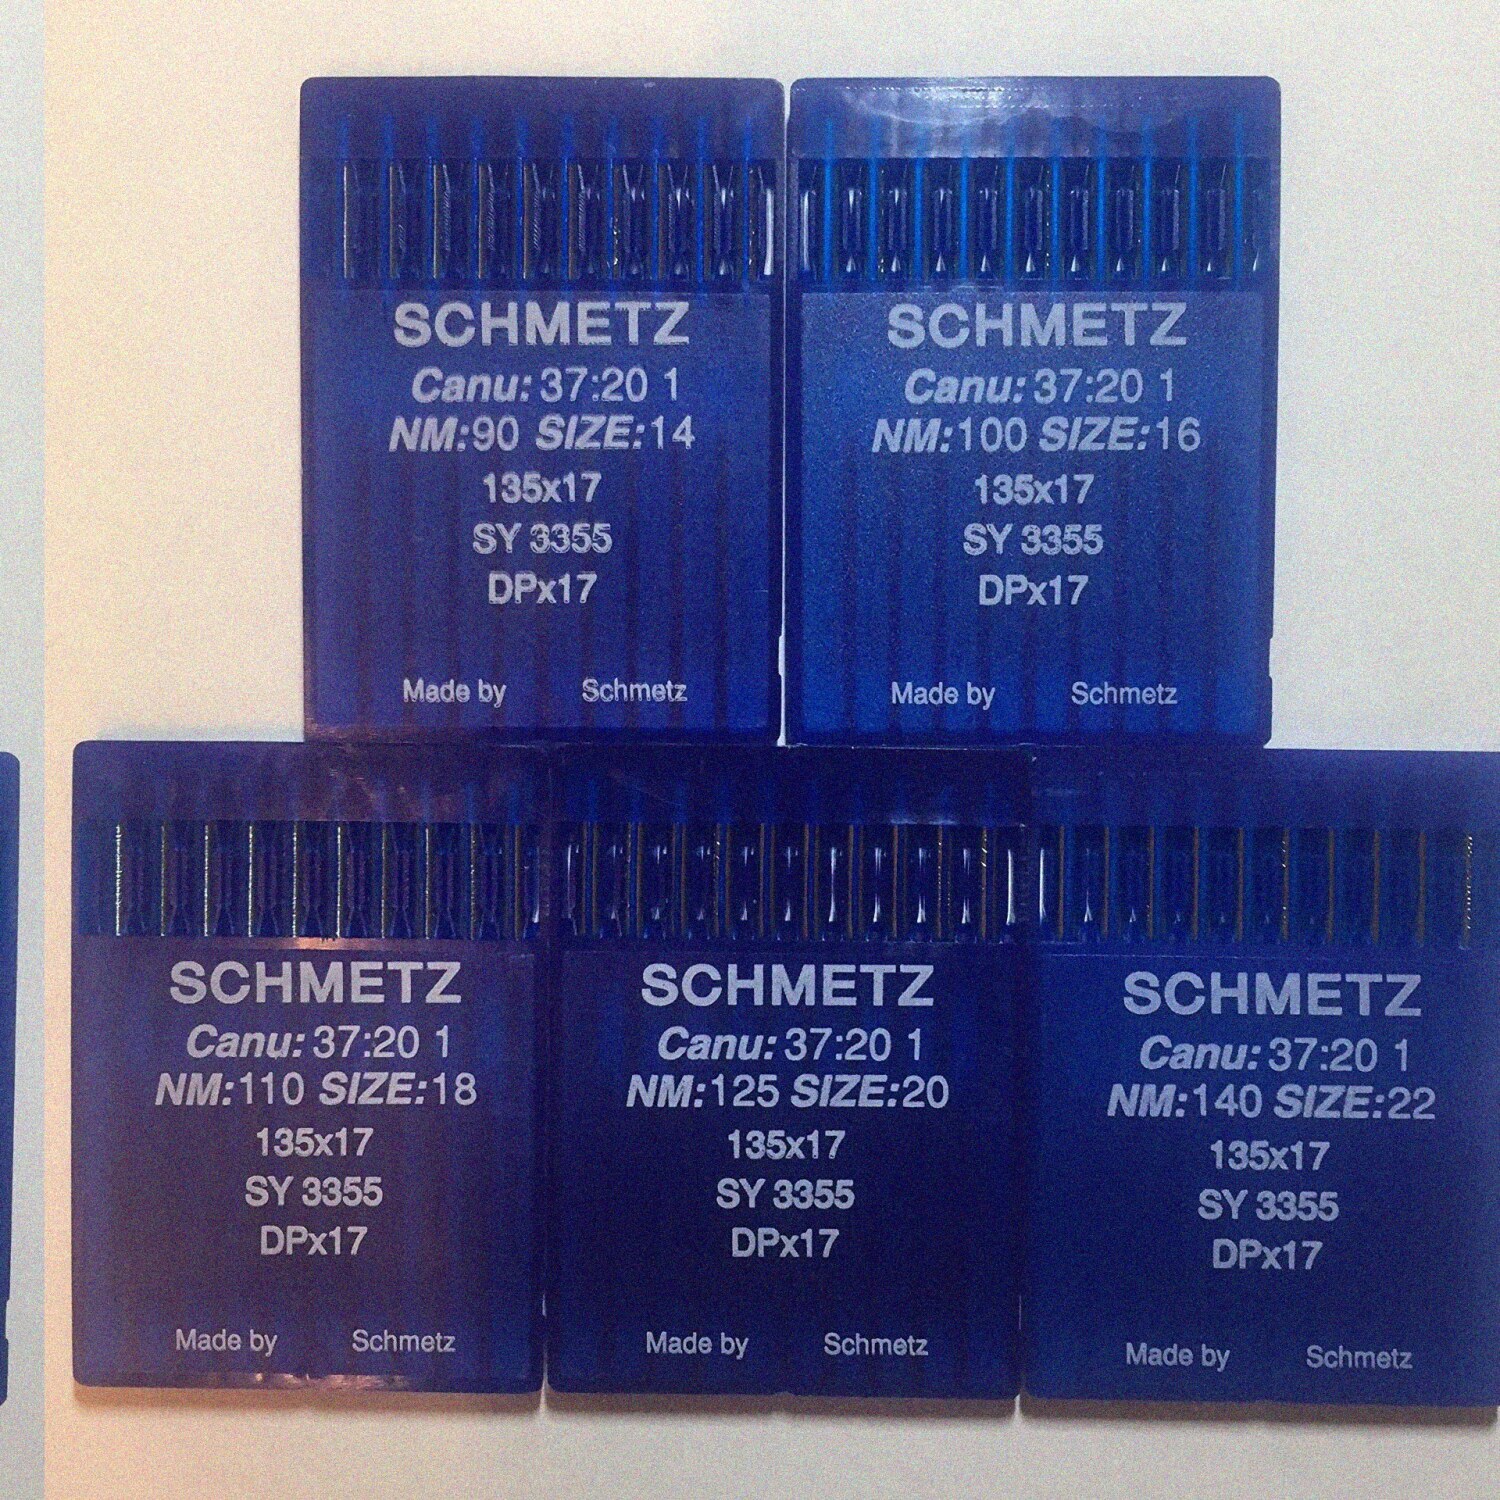 SCHMETZ
Canu: 37:20 1
NM:90 SIZE:14
135x17
SY 3355
DPx17
Made by Schmetz
SCHMETZ
Canu: 37:20 1
NM:100 SIZE:16
135x17
SY 3355
DPx17
Made by Schmetz
SCHMETZ
Canu: 37:20 1
NM:110 SIZE:18
135x17
SY 3355
DPx17
Made by Schmetz
SCHMETZ
Canu: 37:20 1
NM:125 SIZE:20
135x17
SY 3355
DPx17
Made by Schmetz
SCHMETZ
Canu: 37:20 1
NM:140 SIZE:22
135x17
SY 3355
DPx17
Made by Schmetz